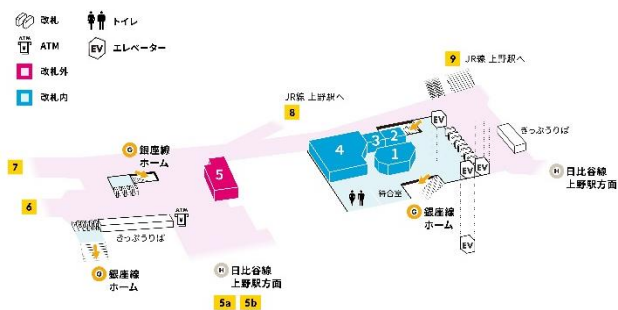 改札
トイレ
ATM
ATM
EV
エレベーター
改札外
改札内
9 JR線 上野駅へ
JR線 上野駅へ
8
EV
きっぷうりば
3 2
4
1
G 銀座線
ホーム
7
5
EV EV
H 日比谷線
上野駅方面
待合室
6
G 銀座線
ホーム
ATM
きっぷうりば
EV
G 銀座線
ホーム
H 日比谷線
上野駅方面
5a 5b